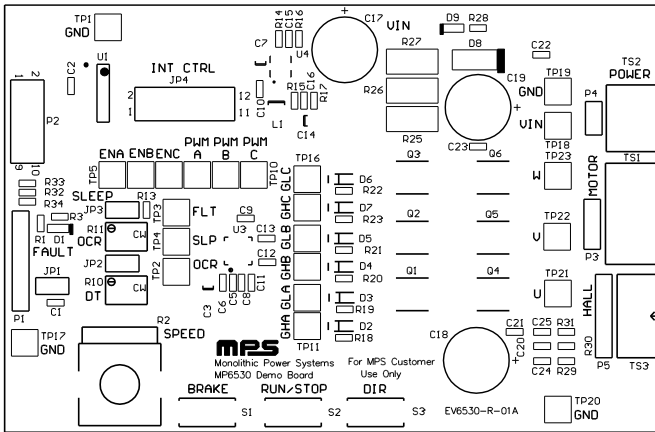 TP1
GND
U1
C2
2
1
P2
10
9
INT CTRL
JP4
2
1
12
11
R14
C15
R16
C17
U4
C7
C10
R15
C16
R17
L1
C14
VIN
R27
R26
R25
D9
R28
D8
C19
C22
C23
TP19
GND
VIN
TP18
TP23
W
TP22
V
TP21
U
TS2
POWER
P4
TS1
MOTOR
P3
HALL
P5
TS3
R30
ENA
ENB
ENC
PWM
A
PWM
B
PWM
C
TP5
TP10
TP16
GLC
GHC
GLB
GHB
GLA
GHA
TP11
D6
R22
D7
R23
D5
R21
D4
R20
D3
R19
D2
R18
Q3
Q6
Q2
Q5
Q1
Q4
R33
R32
R34
SLEEP
JP3
R13
R3
R1
D1
FAULT
R11
OCR
CW
JP2
R10
DT
CW
JP1
C1
P1
TP17
GND
TP3
FLT
TP4
SLP
TP2
OCR
C9
U3
C13
C12
C3
C6
C5
C8
C11
R2
SPEED
MPS
Monolithic Power Systems
MP6530 Demo Board
For MPS Customer
Use Only
C18
C21
C20
C25
R31
C24
R29
BRAKE
S1
RUN/STOP
S2
DIR
S3
EV6530-R-01A
TP20
GND